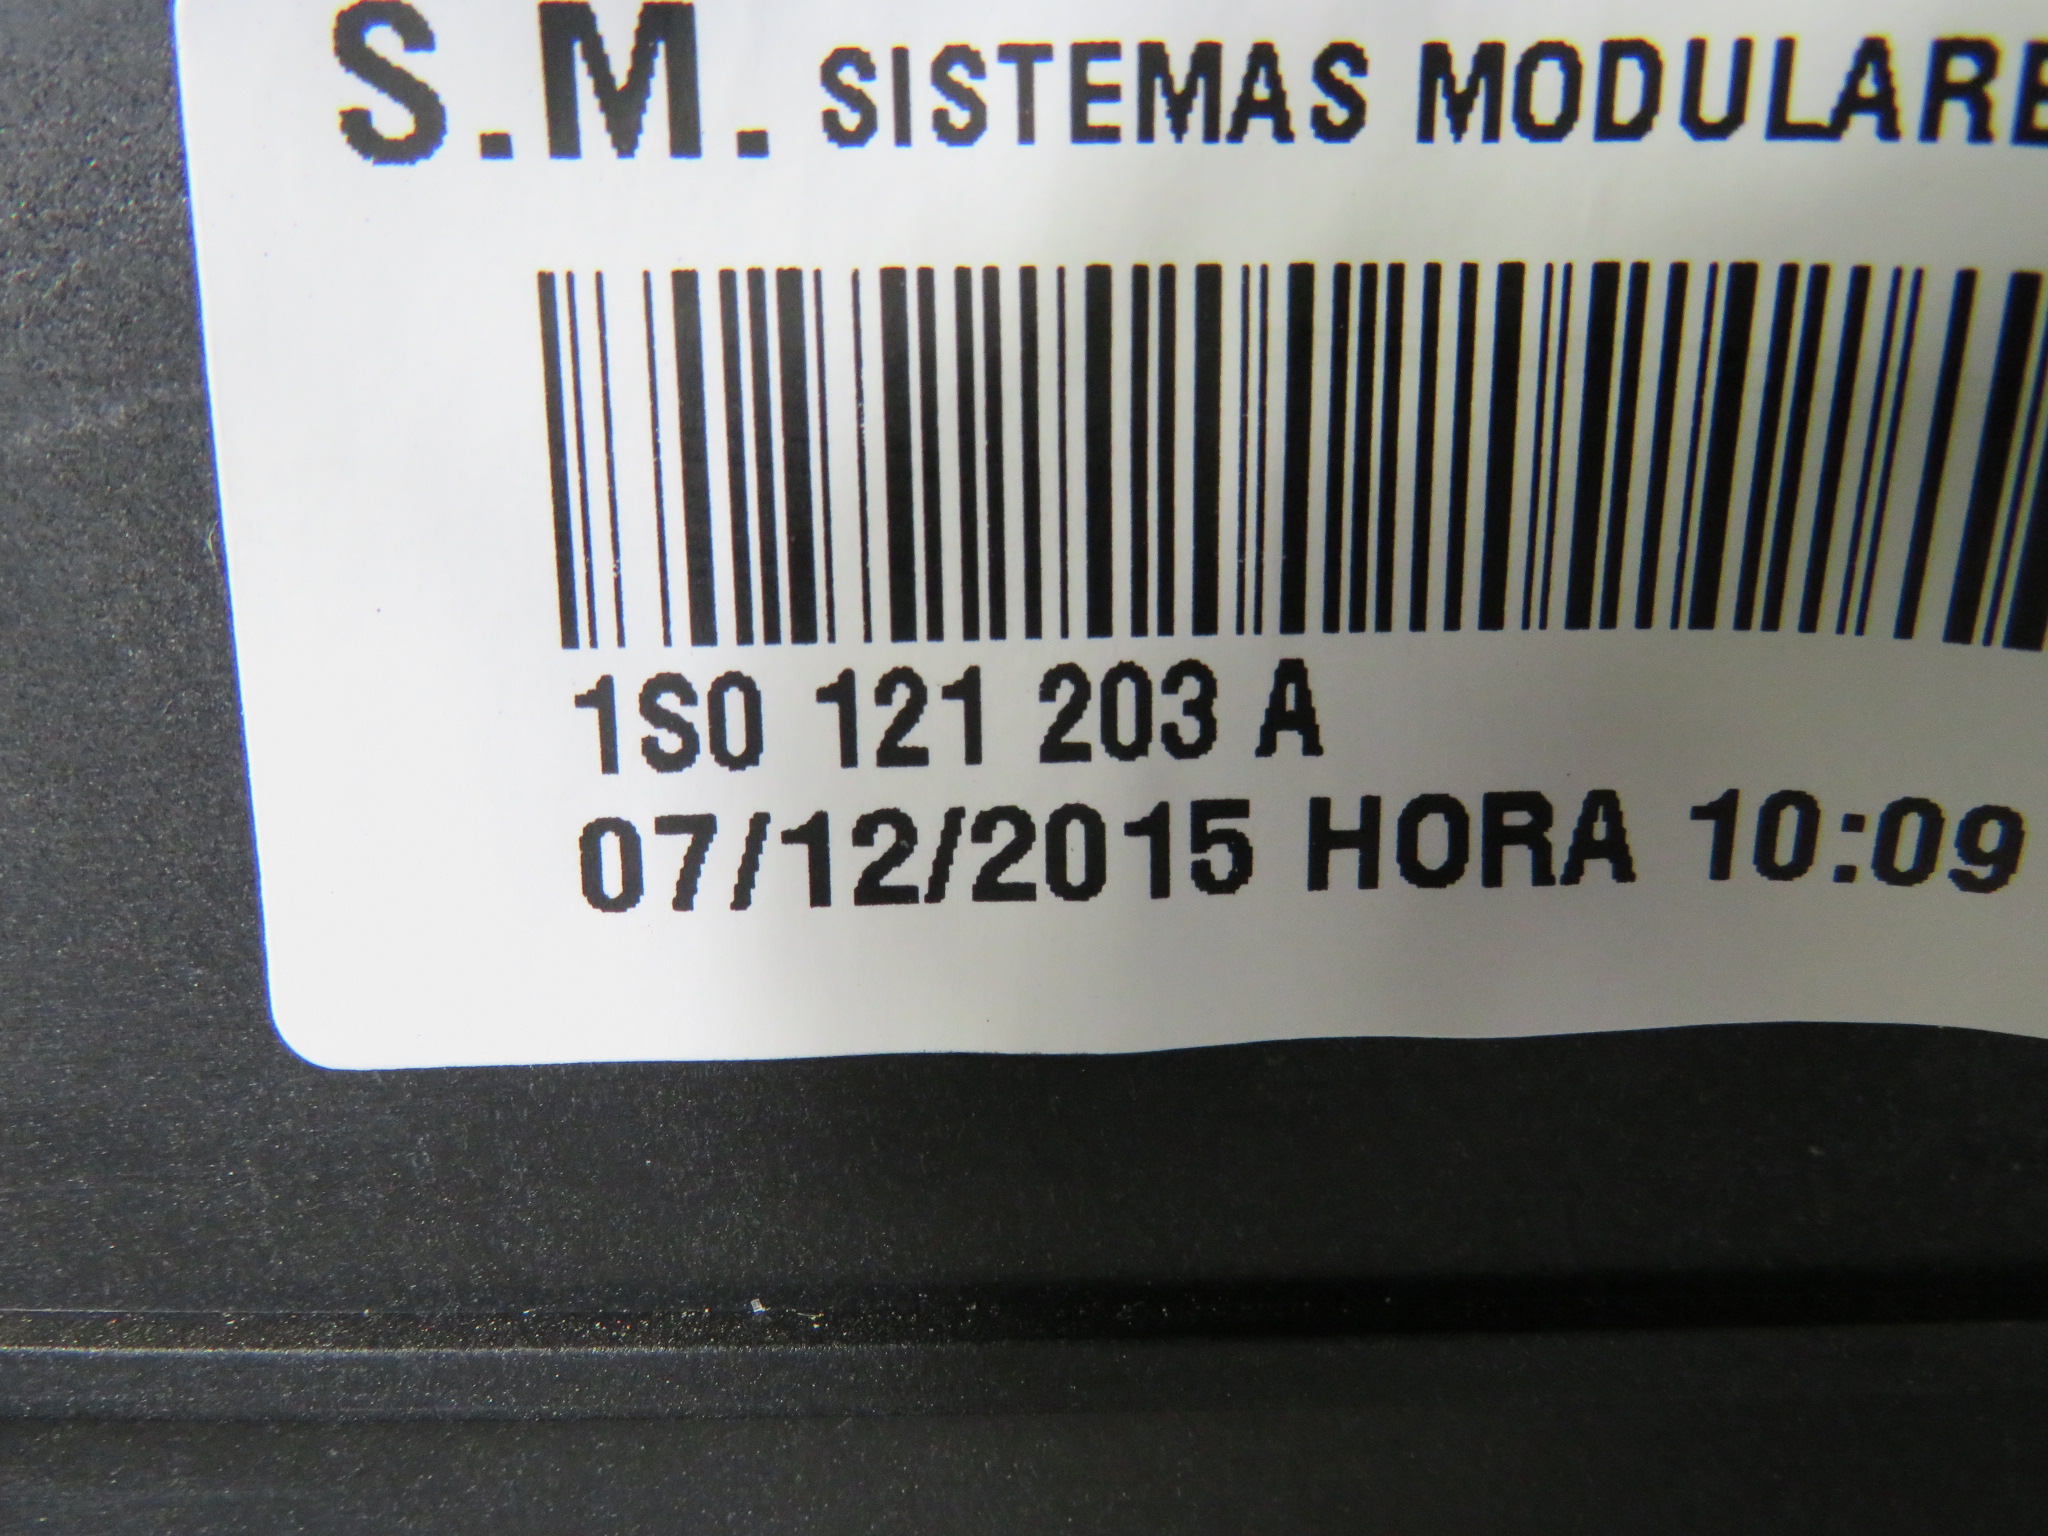 S.M. SISTEMAS MODULARE
1S0 121 203 A
07/12/2015 HORA 10:09